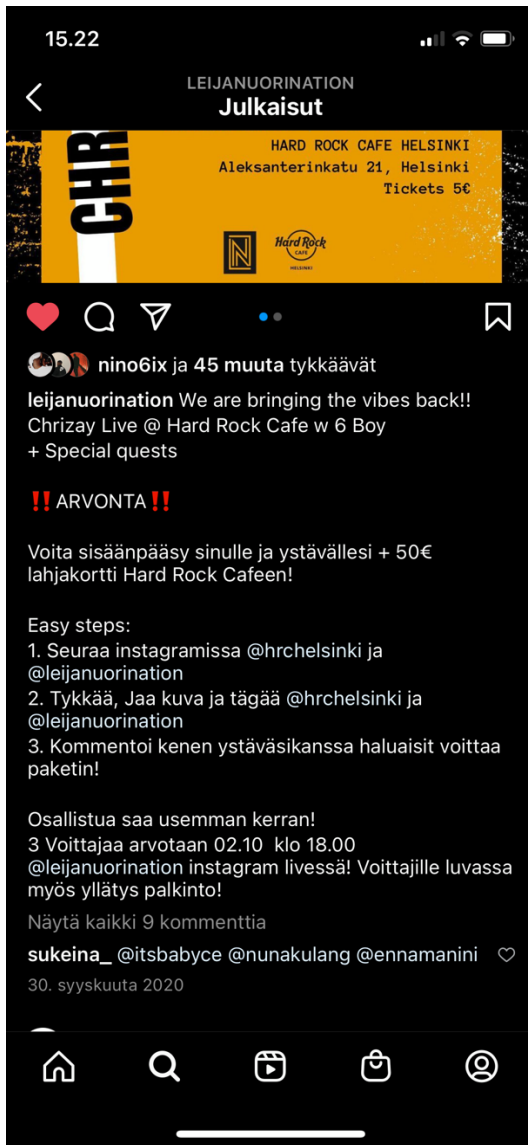 15.22
LEIJANUORINATION
Julkaisut
CHR
HARD ROCK CAFE HELSINKI
Aleksanterinkatu 21, Helsinki
Tickets 5€
N
Hard Rock
CAFE
HELSINKI
nino6ix ja 45 muuta tykkäävät
leijanuorination We are bringing the vibes back!!
Chrizay Live @ Hard Rock Cafe w 6 Boy
+ Special quests
‼️ ARVONTA ‼️
Voita sisäänpääsy sinulle ja ystävällesi + 50€
lahjakortti Hard Rock Cafeen!
Easy steps:
1. Seuraa instagramissa @hrchelsinki ja
@leijanuorination
2. Tykkää, Jaa kuva ja tägää @hrchelsinki ja
@leijanuorination
3. Kommentoi kenen ystäväsikanssa haluaisit voittaa
paketin!
Osallistua saa usemman kerran!
3 Voittajaa arvotaan 02.10 klo 18.00
@leijanuorination instagram livessä! Voittajille luvassa
myös yllätys palkinto!
Näytä kaikki 9 kommenttia
sukeina_ @itsbabyce @nunakulang @ennamanini
30. syyskuuta 2020